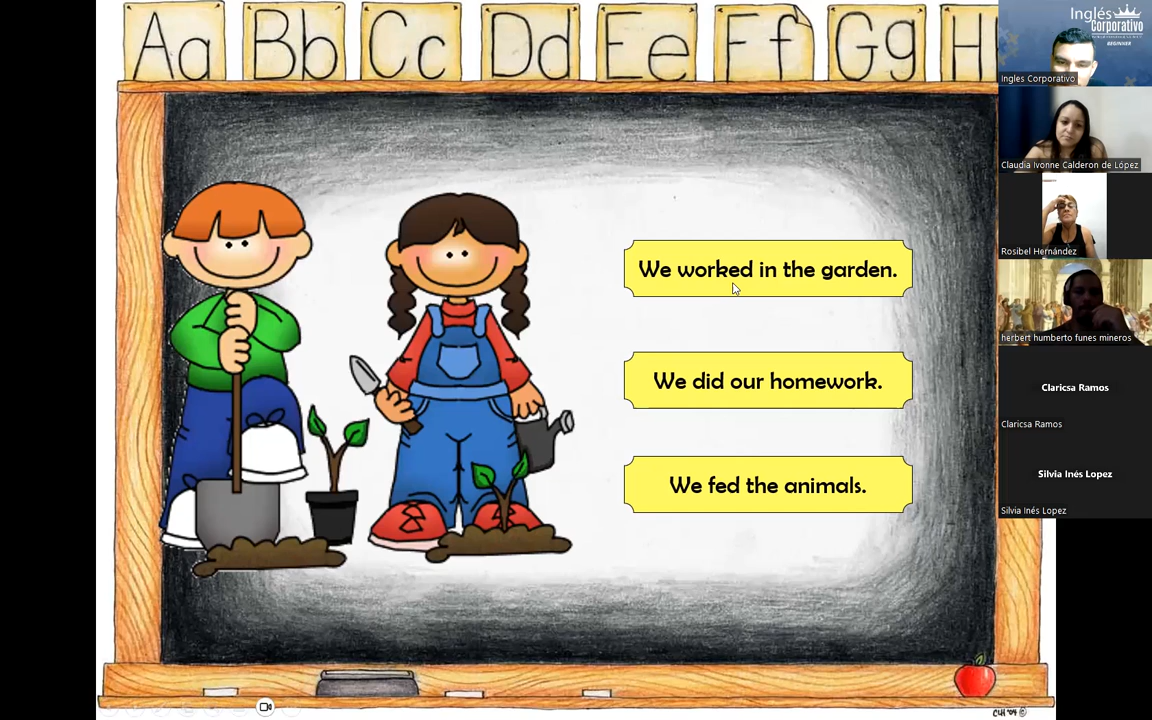 Aa Bb Cc Dd Ee Ff Gg H
We worked in the garden.
We did our homework.
We fed the animals.
CLH '04 ©
Inglés
Corporativo
BEGINNER
Ingles Corporativo
Claudia Ivonne Calderon de López
Rosibel Hernández
herbert humberto funes mineros
Claricsa Ramos
Claricsa Ramos
Silvia Inés Lopez
Silvia Inés Lopez